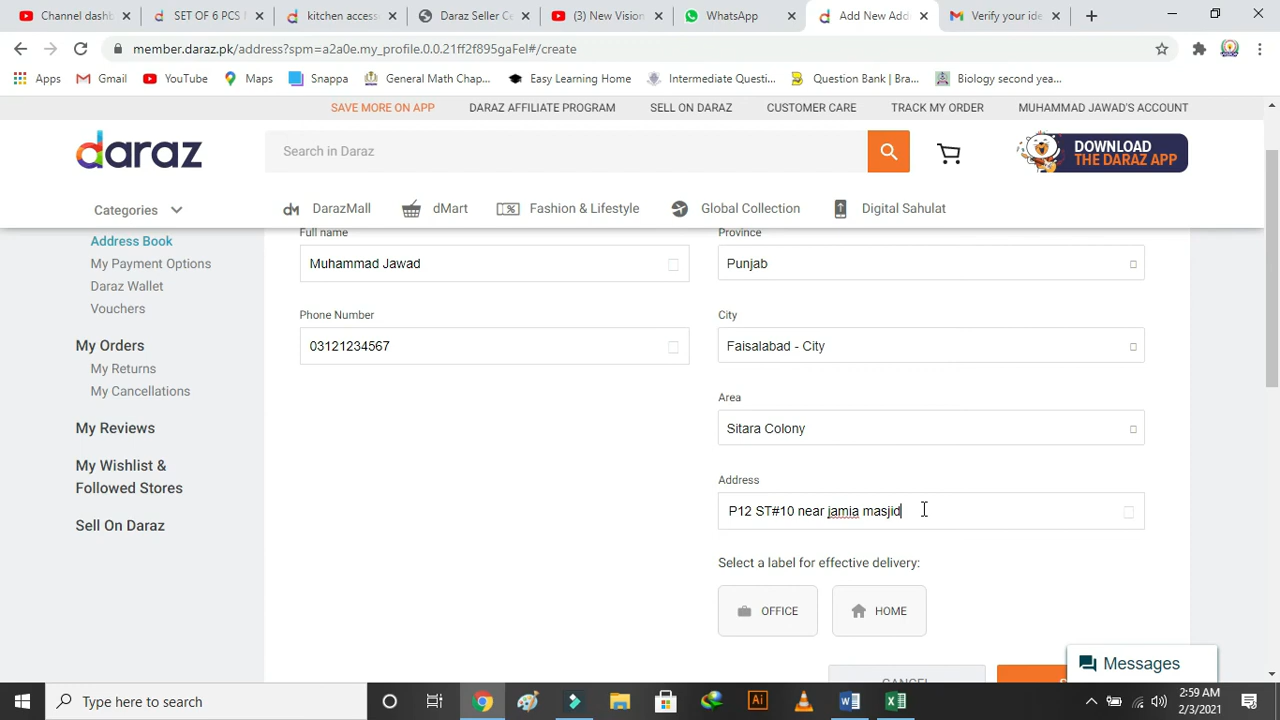 Channel dashb
SET OF 6 PCS M
kitchen access
Daraz Seller Ce
(3) New Vision
WhatsApp
Add New Add
Verify your ide
member.daraz.pk/address?spm=a2a0e.my_profile.0.0.21ff2f895gaFel#/create
Apps
Gmail
YouTube
Maps
Snappa
General Math Chap...
Easy Learning Home
Intermediate Questi...
Question Bank | Bra...
Biology second yea...
SAVE MORE ON APP
DARAZ AFFILIATE PROGRAM
SELL ON DARAZ
CUSTOMER CARE
TRACK MY ORDER
MUHAMMAD JAWAD'S ACCOUNT
daraz
Search in Daraz
DOWNLOAD
THE DARAZ APP
Categories
DarazMall
dMart
Fashion & Lifestyle
Global Collection
Digital Sahulat
Address Book
My Payment Options
Daraz Wallet
Vouchers
My Orders
My Returns
My Cancellations
My Reviews
My Wishlist &
Followed Stores
Sell On Daraz
Full name
Muhammad Jawad
Phone Number
03121234567
Province
Punjab
City
Faisalabad - City
Area
Sitara Colony
Address
P12 ST#10 near jamia masjid
Select a label for effective delivery:
OFFICE
HOME
CANCEL
Messages
Type here to search
2:59 AM
2/3/2021